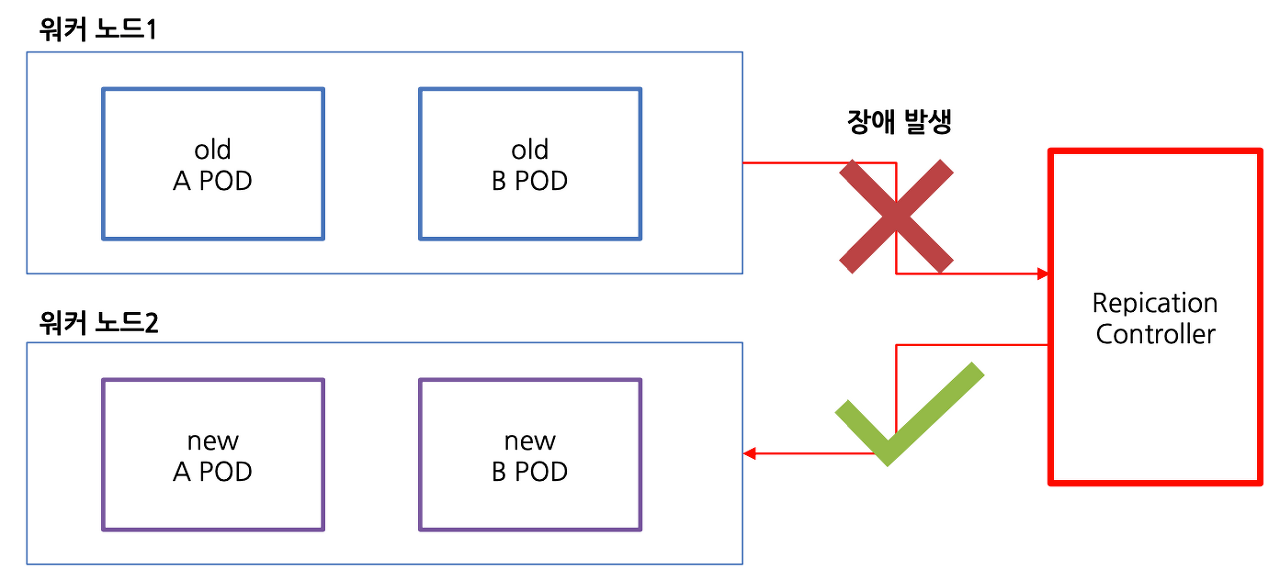 워커 노드1
old
A POD
old
B POD
장애 발생
Repication
Controller
워커 노드2
new
A POD
new
B POD